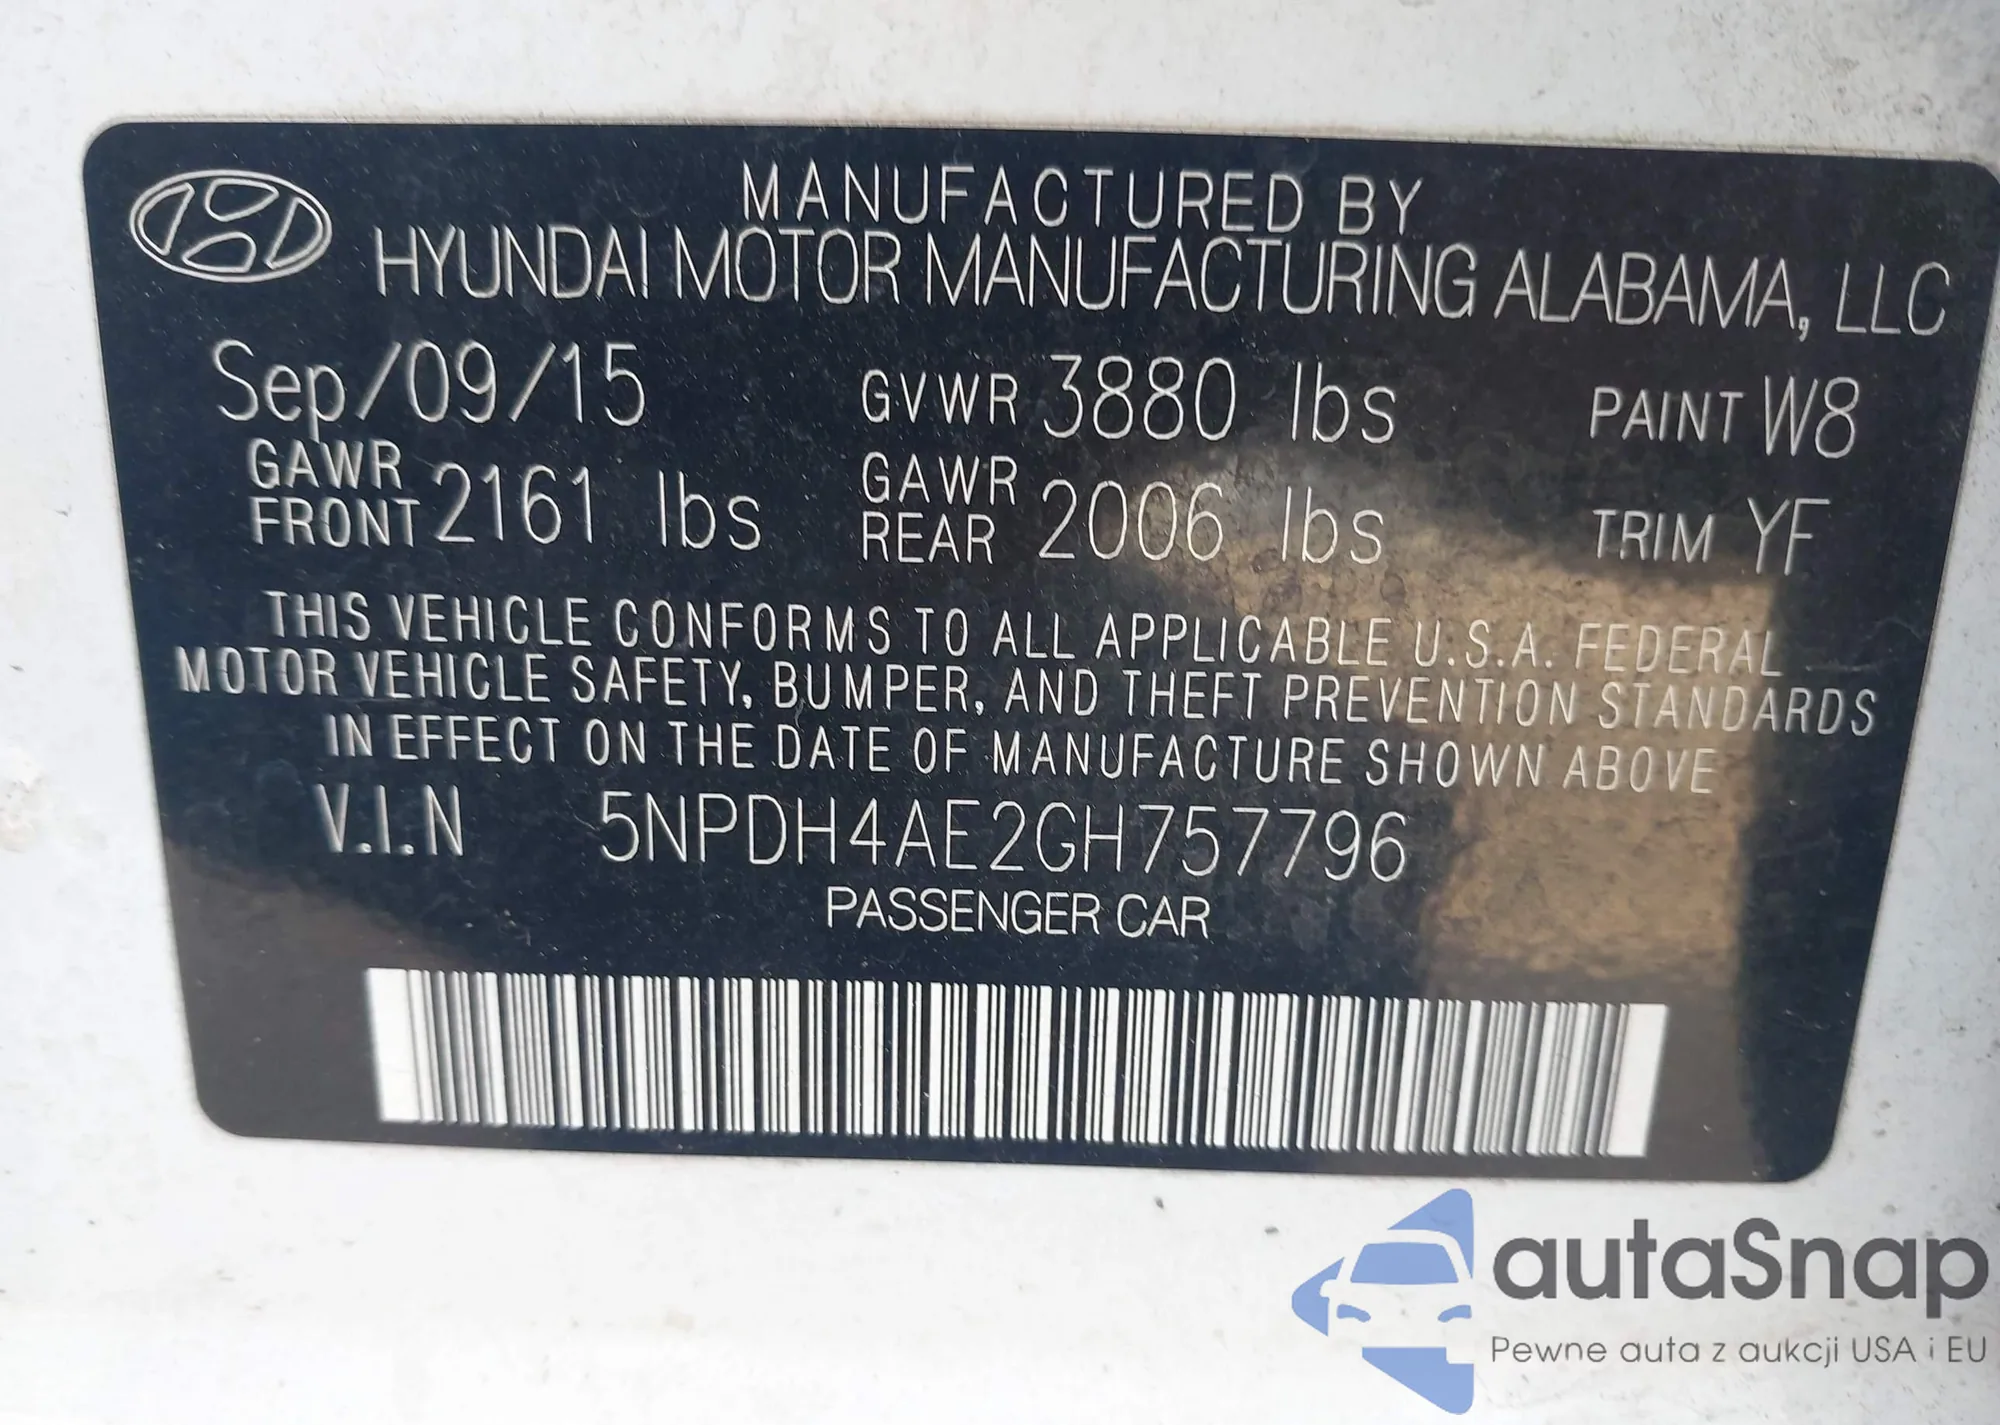 MANUFACTURED BY
HYUNDAI MOTOR MANUFACTURING ALABAMA, LLC
Sep/09/15 GVWR 3880 lbs PAINT W8
GAWR FRONT 2161 lbs GAWR REAR 2006 lbs TRIM YF
THIS VEHICLE CONFORMS TO ALL APPLICABLE U.S.A. FEDERAL
MOTOR VEHICLE SAFETY, BUMPER, AND THEFT PREVENTION STANDARDS
IN EFFECT ON THE DATE OF MANUFACTURE SHOWN ABOVE
V.I.N 5NPDH4AE2GH757796
PASSENGER CAR
autaSnap
Pewne auta z aukcji USA i EU